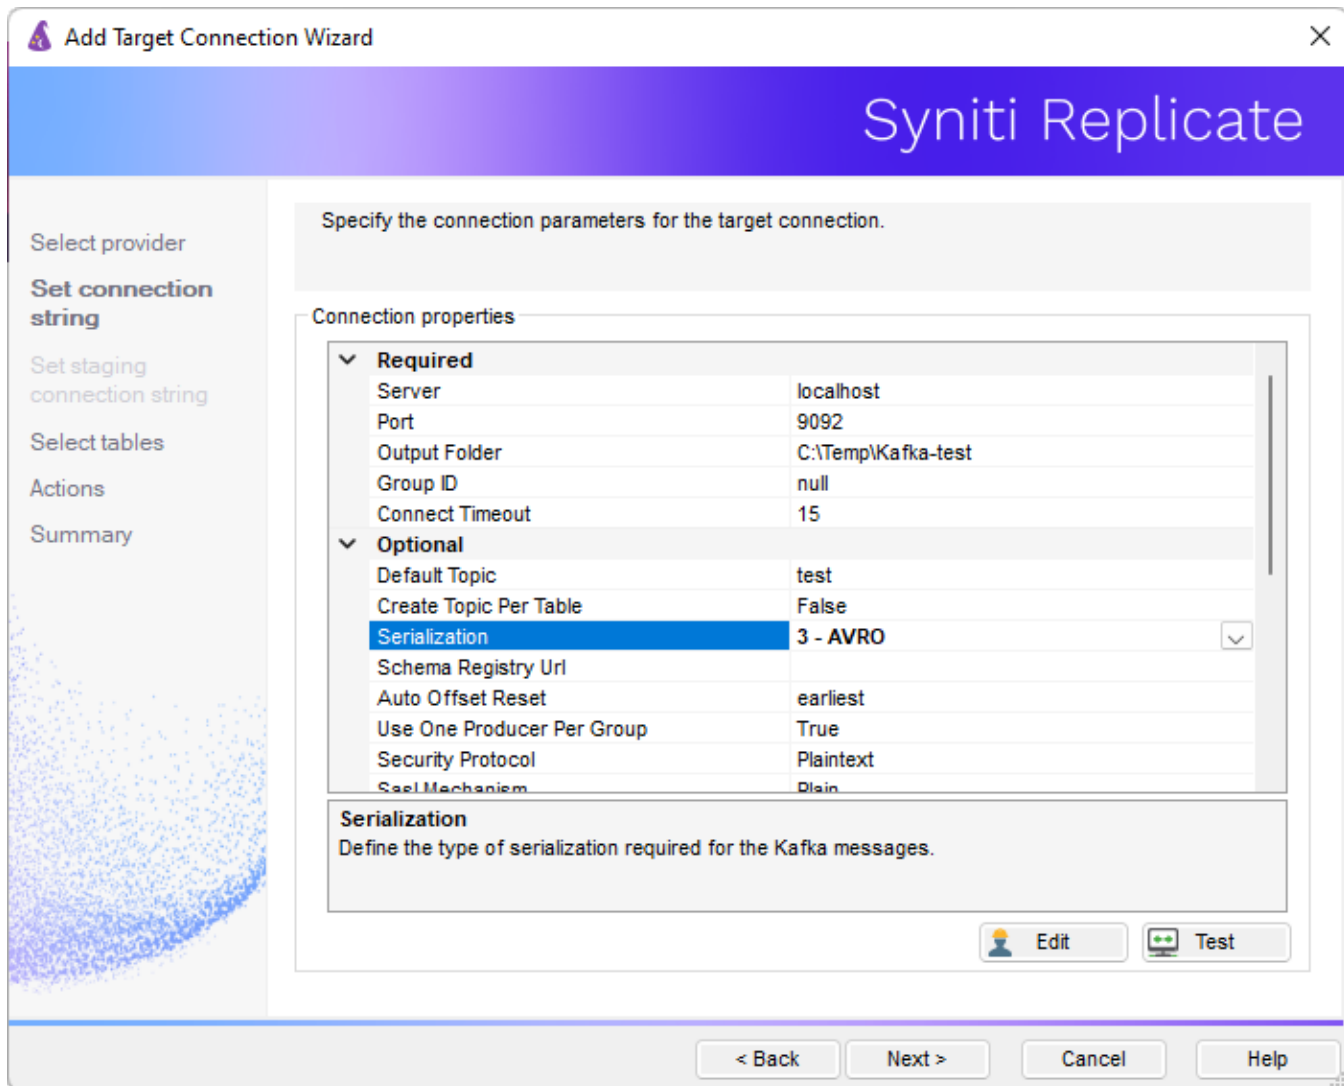 Add Target Connection Wizard
Syniti Replicate
Select provider
Set connection
string
Set staging
connection string
Select tables
Actions
Summary
Specify the connection parameters for the target connection.
Connection properties
Required
Server localhost
Port 9092
Output Folder C:\Temp\Kafka-test
Group ID null
Connect Timeout 15
Optional
Default Topic test
Create Topic Per Table False
Serialization 3 - AVRO
Schema Registry Url
Auto Offset Reset earliest
Use One Producer Per Group True
Security Protocol Plaintext
Sasl Mechanism Plain
Serialization
Define the type of serialization required for the Kafka messages.
Edit Test
< Back Next > Cancel Help